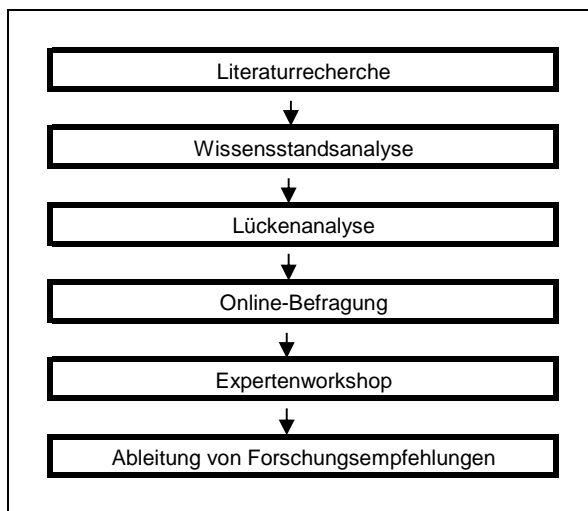 Literaturrecherche
Wissensstandsanalyse
Lückenanalyse
Online-Befragung
Expertenworkshop
Ableitung von Forschungsempfehlungen